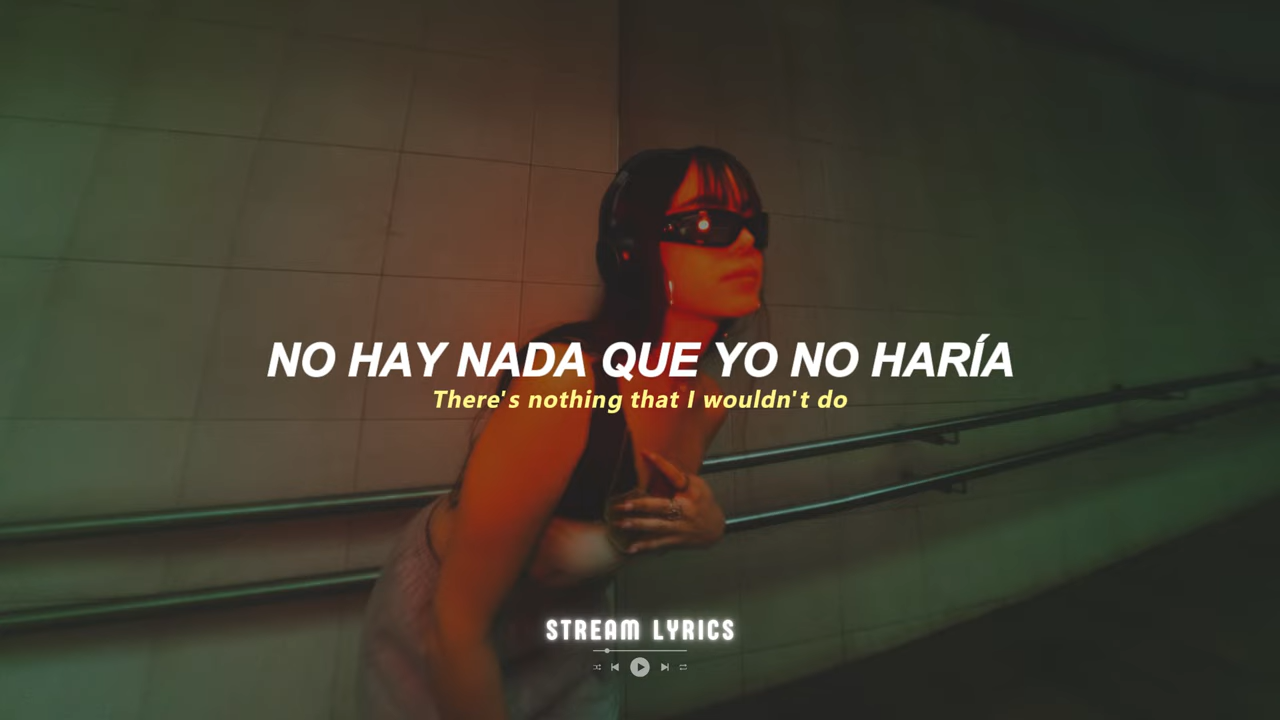 NO HAY NADA QUE YO NO HARÍA
There's nothing that I wouldn't do
STREAM LYRICS